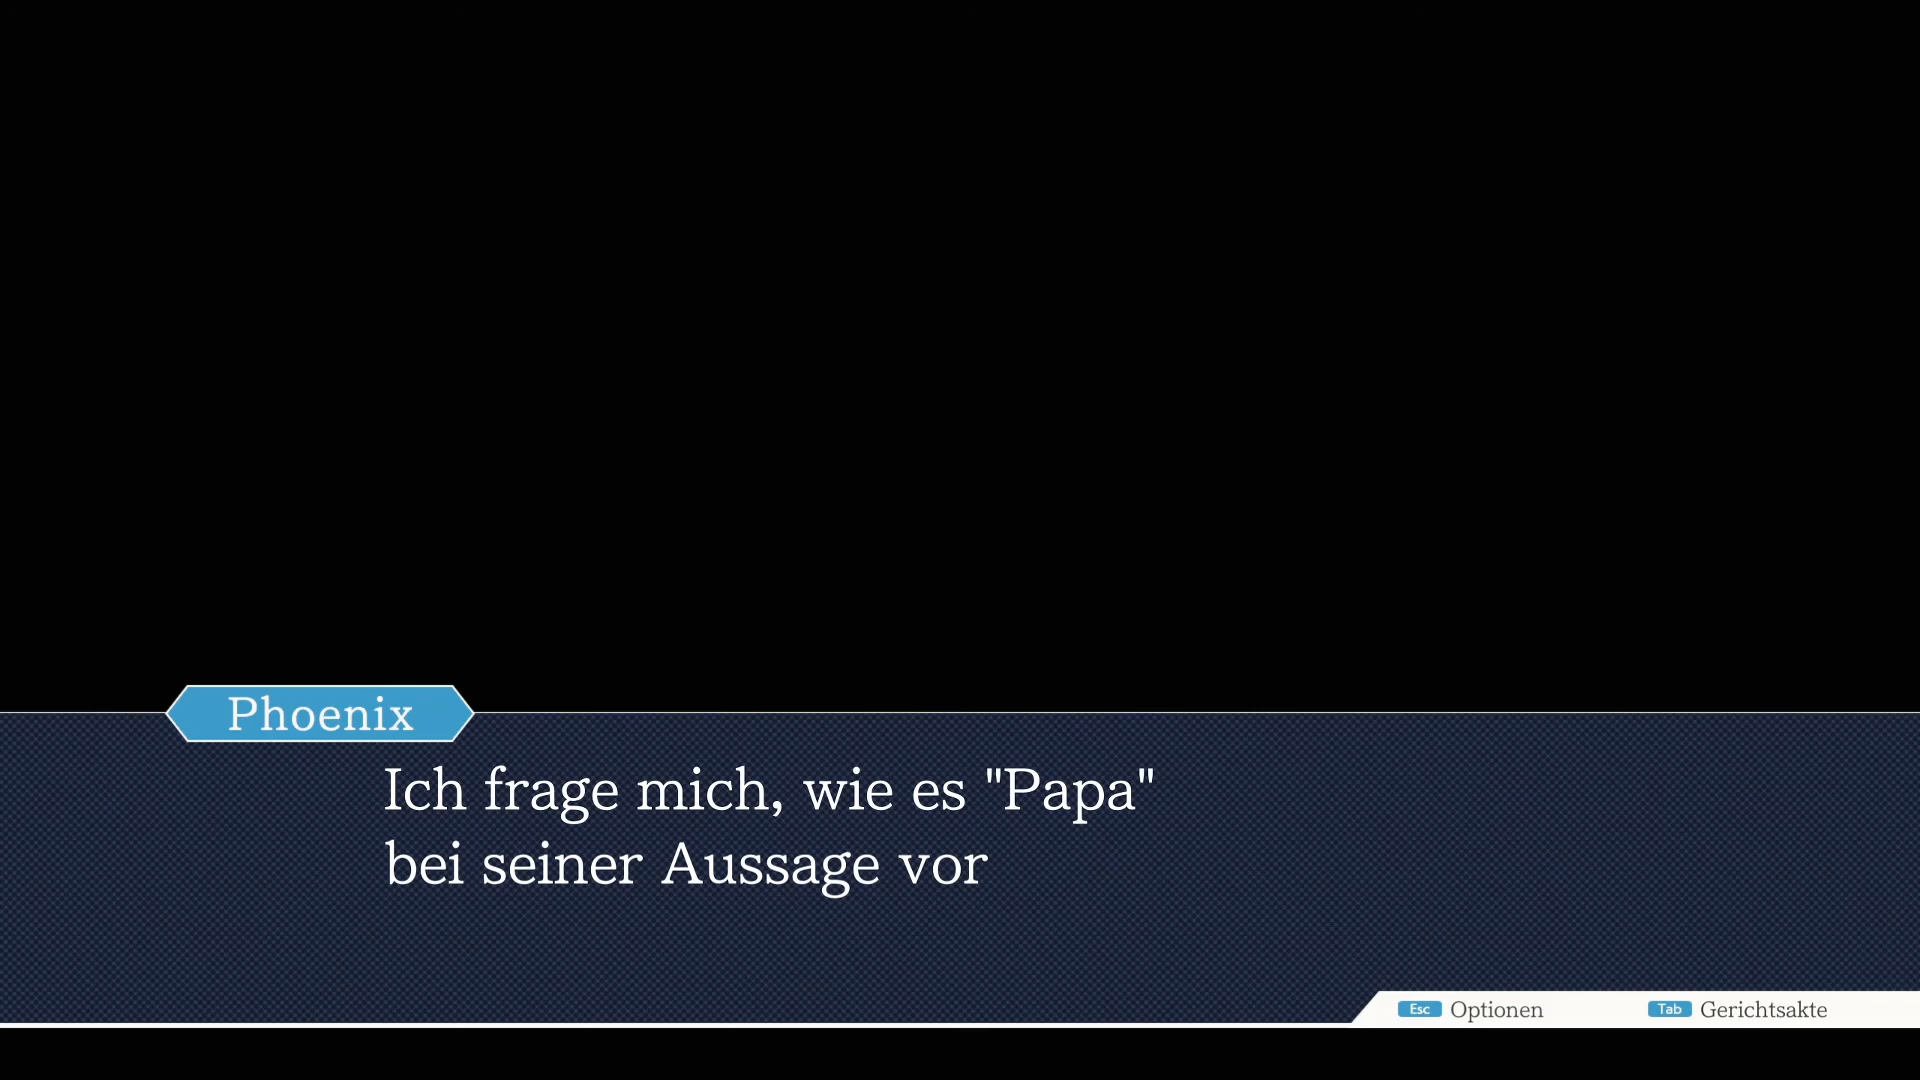 Phoenix
Ich frage mich, wie es "Papa"
bei seiner Aussage vor
Esc Optionen Tab Gerichtsakte